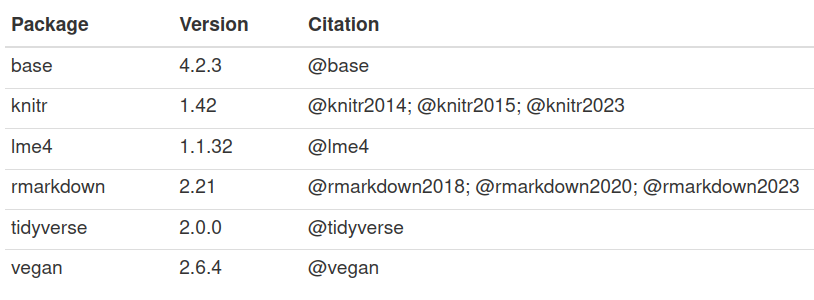 Package Version Citation
base 4.2.3 @base
knitr 1.42 @knitr2014; @knitr2015; @knitr2023
lme4 1.1.32 @lme4
rmarkdown 2.21 @rmarkdown2018; @rmarkdown2020; @rmarkdown2023
tidyverse 2.0.0 @tidyverse
vegan 2.6.4 @vegan